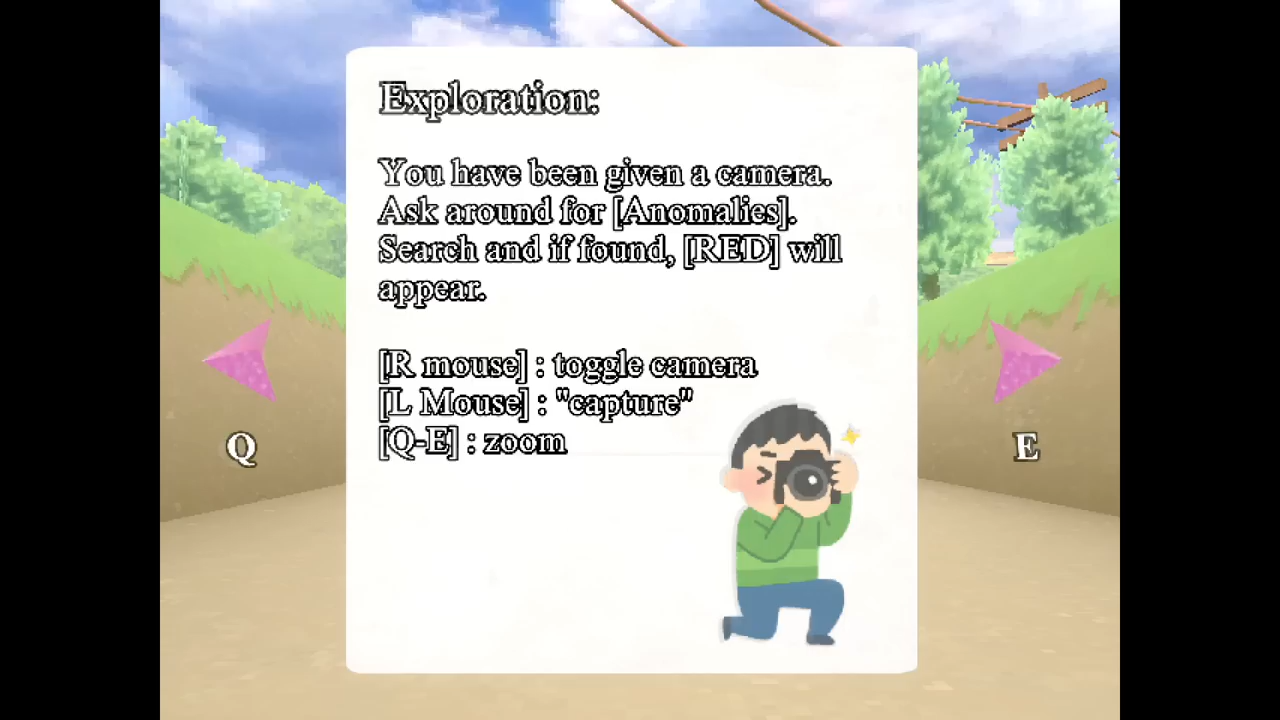 Exploration:
You have been given a camera.
Ask around for [Anomalies].
Search and if found, [RED] will
appear.
[R mouse] : toggle camera
[L Mouse] : "capture"
[Q-E] : zoom
Q
E